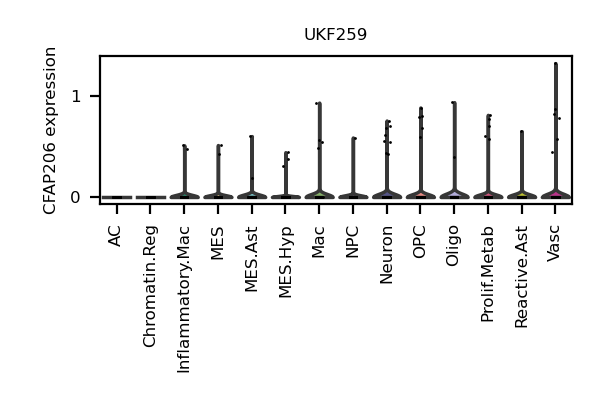 UKF259
CFAP206 expression
1
0
AC
Chromatin.Reg
Inflammatory.Mac
MES
MES.Ast
MES.Hyp
Mac
NPC
Neuron
OPC
Oligo
Prolif.Metab
Reactive.Ast
Vasc